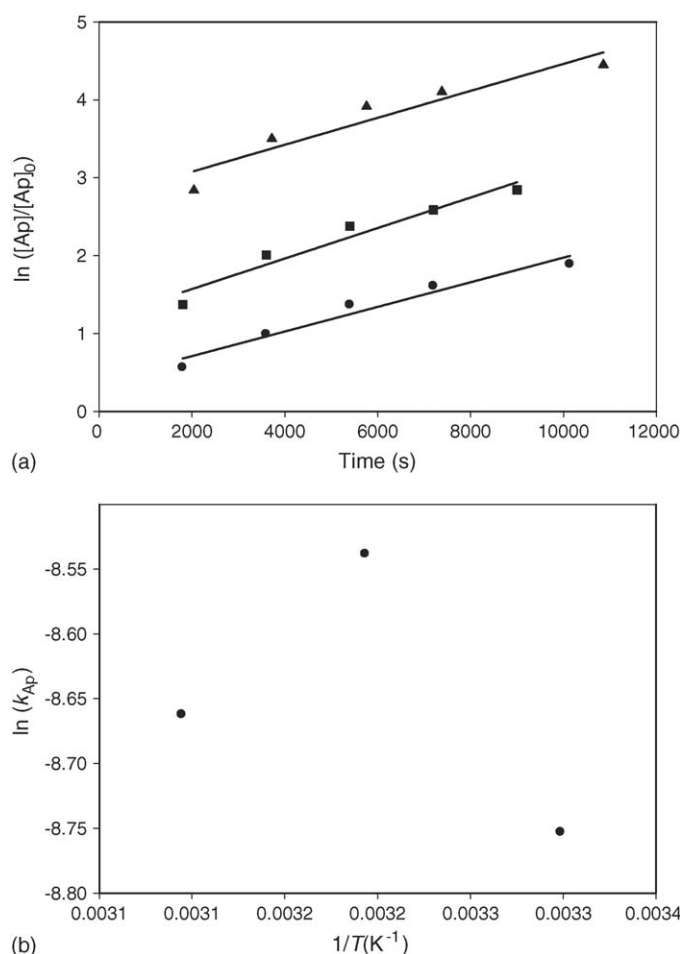 5
4
3
2
1
0
ln ([Ap]/[Ap]₀)
0 2000 4000 6000 8000 10000 12000
Time (s)
(a)
-8.55
-8.60
-8.65
-8.70
-8.75
-8.80
ln (k_Ap)
0.0031 0.0031 0.0032 0.0032 0.0033 0.0033 0.0034
1/T(K⁻¹)
(b)